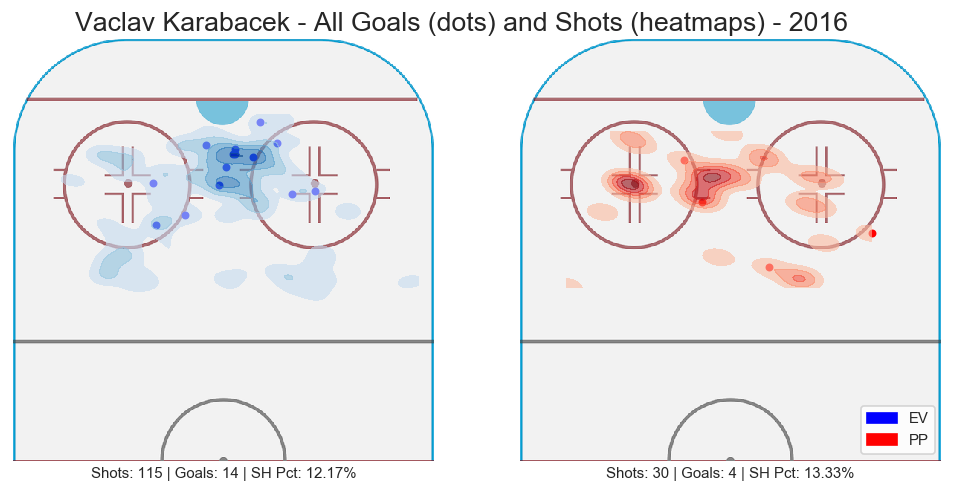 Vaclav Karabacek - All Goals (dots) and Shots (heatmaps) - 2016
EV
PP
Shots: 115 | Goals: 14 | SH Pct: 12.17%
Shots: 30 | Goals: 4 | SH Pct: 13.33%